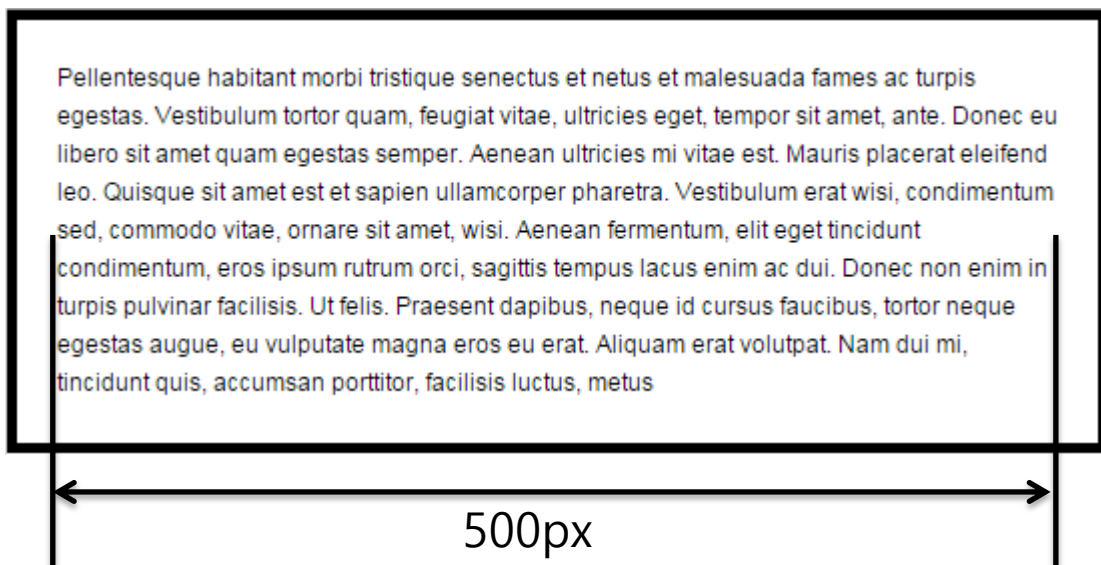 Pellentesque habitant morbi tristique senectus et netus et malesuada fames ac turpis
egestas. Vestibulum tortor quam, feugiat vitae, ultricies eget, tempor sit amet, ante. Donec eu
libero sit amet quam egestas semper. Aenean ultricies mi vitae est. Mauris placerat eleifend
leo. Quisque sit amet est et sapien ullamcorper pharetra. Vestibulum erat wisi, condimentum
sed, commodo vitae, ornare sit amet, wisi. Aenean fermentum, elit eget tincidunt
condimentum, eros ipsum rutrum orci, sagittis tempus lacus enim ac dui. Donec non enim in
turpis pulvinar facilisis. Ut felis. Praesent dapibus, neque id cursus faucibus, tortor neque
egestas augue, eu vulputate magna eros eu erat. Aliquam erat volutpat. Nam dui mi,
tincidunt quis, accumsan porttitor, facilisis luctus, metus
500px